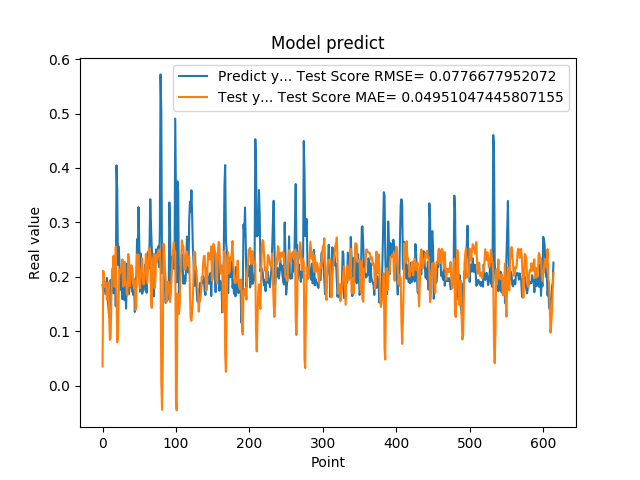 Model predict
Predict y... Test Score RMSE= 0.0776677952072
Test y... Test Score MAE= 0.04951047445807155
0.6
0.5
0.4
0.3
0.2
0.1
0.0
Real value
0 100 200 300 400 500 600
Point